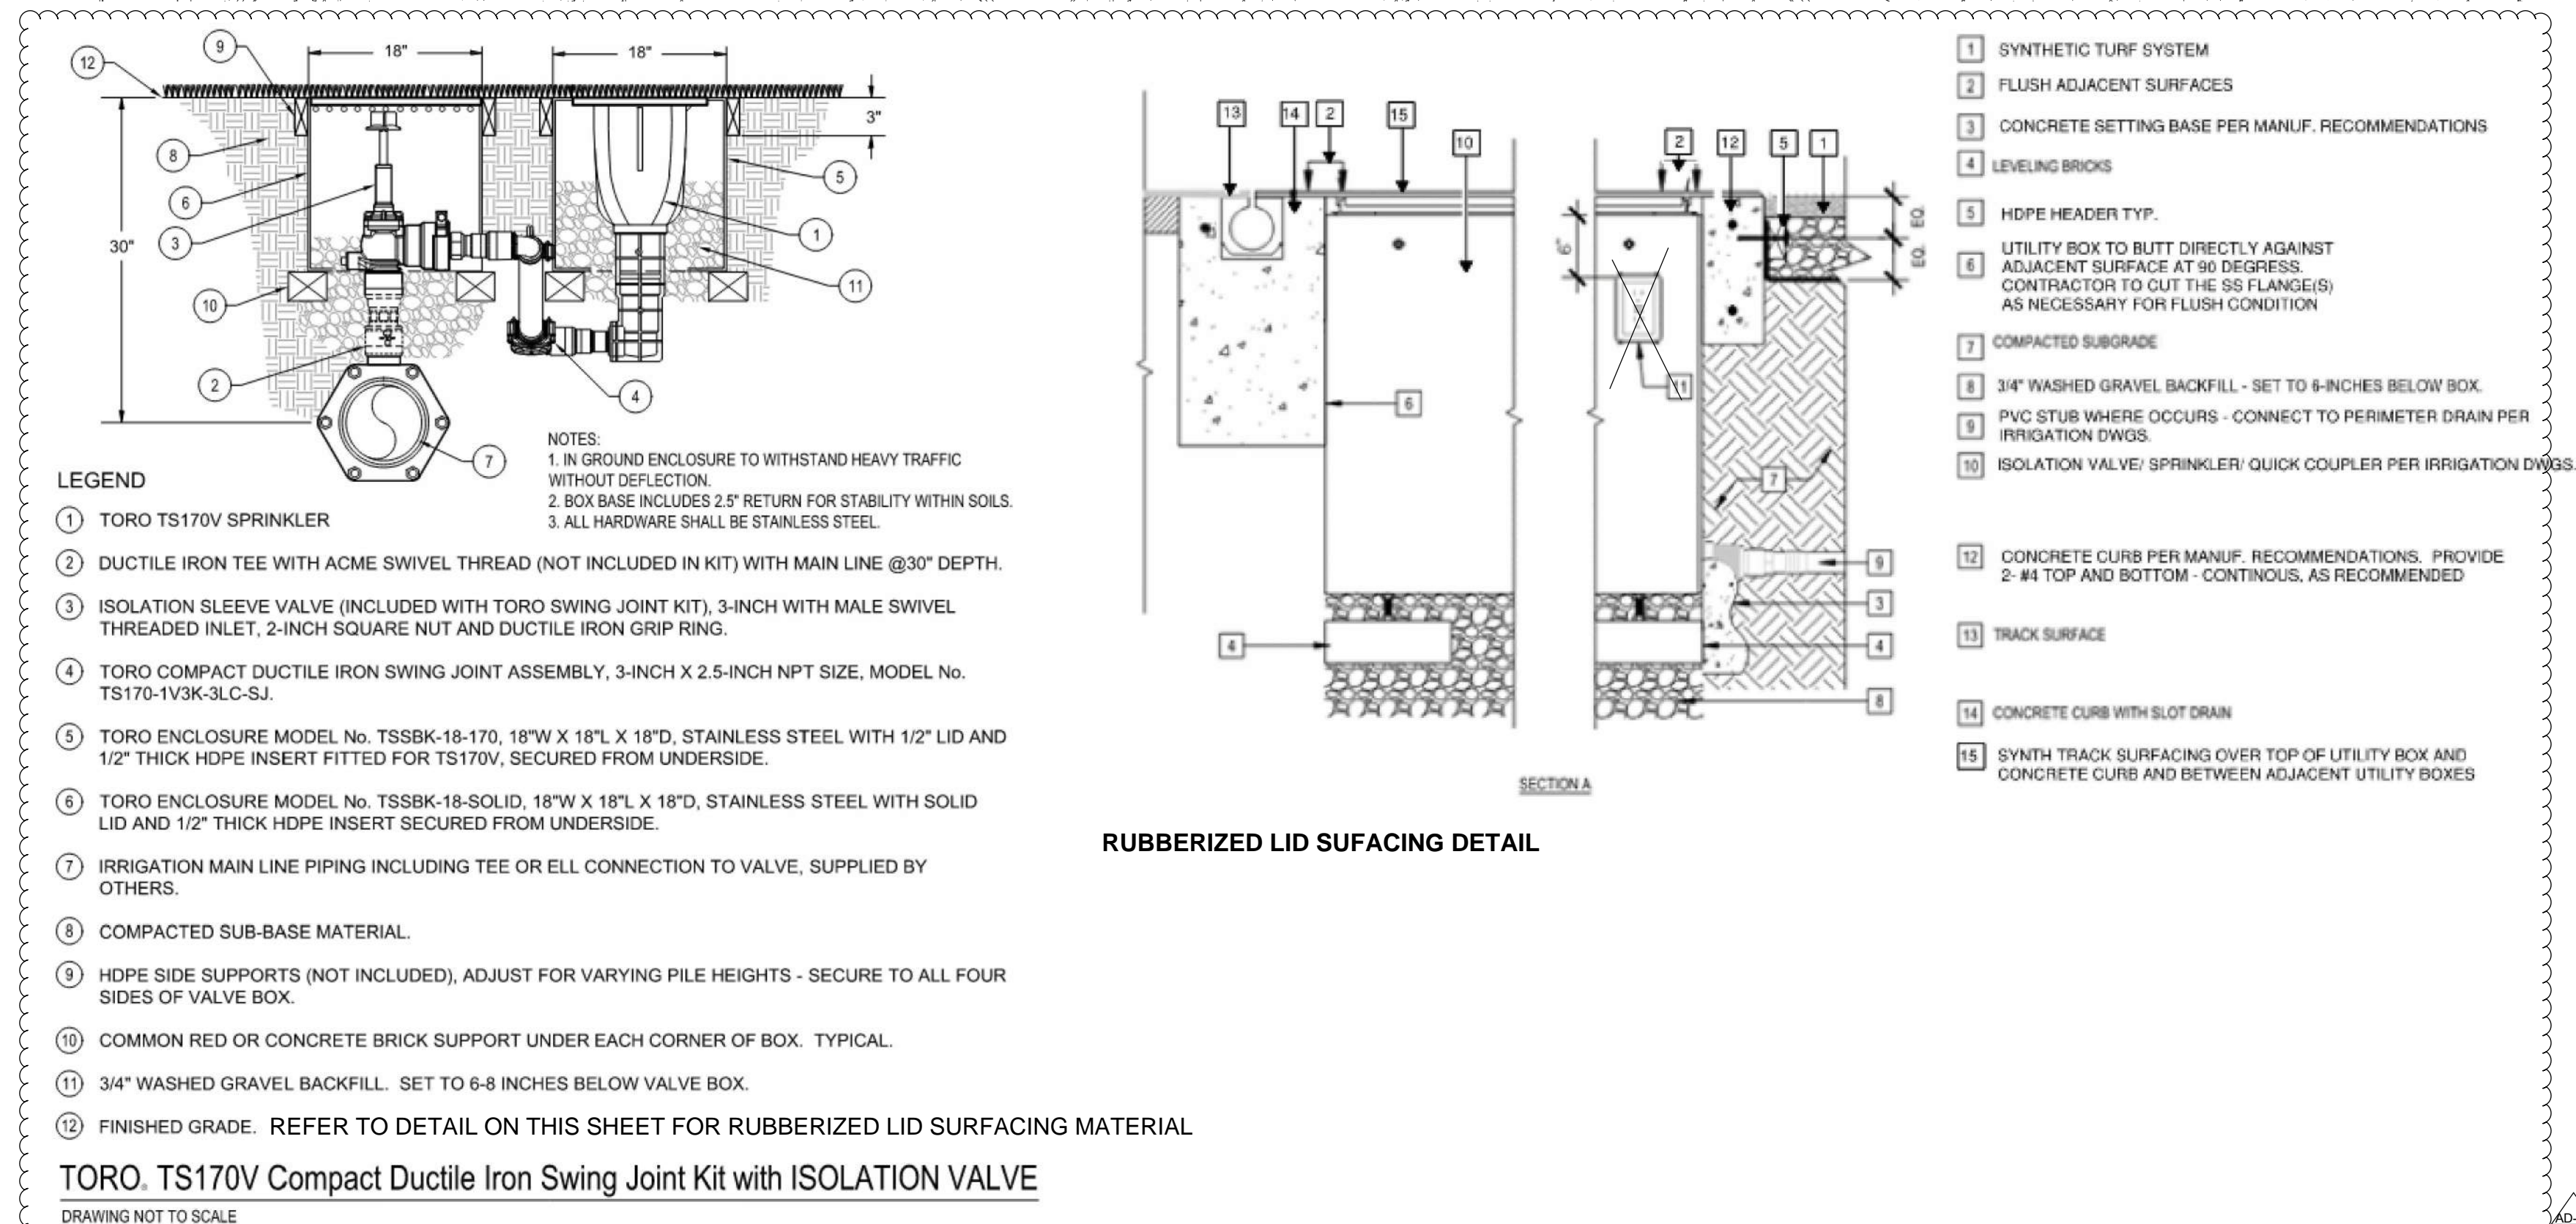 12
9
18"
18"
3"
8
5
6
1
3
30"
11
10
2
4
7
NOTES:
1. IN GROUND ENCLOSURE TO WITHSTAND HEAVY TRAFFIC
WITHOUT DEFLECTION.
2. BOX BASE INCLUDES 2.5" RETURN FOR STABILITY WITHIN SOILS.
3. ALL HARDWARE SHALL BE STAINLESS STEEL.
LEGEND
1 TORO TS170V SPRINKLER
2 DUCTILE IRON TEE WITH ACME SWIVEL THREAD (NOT INCLUDED IN KIT) WITH MAIN LINE @30" DEPTH.
3 ISOLATION SLEEVE VALVE (INCLUDED WITH TORO SWING JOINT KIT), 3-INCH WITH MALE SWIVEL
THREADED INLET, 2-INCH SQUARE NUT AND DUCTILE IRON GRIP RING.
4 TORO COMPACT DUCTILE IRON SWING JOINT ASSEMBLY, 3-INCH X 2.5-INCH NPT SIZE, MODEL No.
TS170-1V3K-3LC-SJ.
5 TORO ENCLOSURE MODEL No. TSSBK-18-170, 18"W X 18"L X 18"D, STAINLESS STEEL WITH 1/2" LID AND
1/2" THICK HDPE INSERT FITTED FOR TS170V, SECURED FROM UNDERSIDE.
6 TORO ENCLOSURE MODEL No. TSSBK-18-SOLID, 18"W X 18"L X 18"D, STAINLESS STEEL WITH SOLID
LID AND 1/2" THICK HDPE INSERT SECURED FROM UNDERSIDE.
7 IRRIGATION MAIN LINE PIPING INCLUDING TEE OR ELL CONNECTION TO VALVE, SUPPLIED BY
OTHERS.
8 COMPACTED SUB-BASE MATERIAL.
9 HDPE SIDE SUPPORTS (NOT INCLUDED), ADJUST FOR VARYING PILE HEIGHTS - SECURE TO ALL FOUR
SIDES OF VALVE BOX.
10 COMMON RED OR CONCRETE BRICK SUPPORT UNDER EACH CORNER OF BOX. TYPICAL.
11 3/4" WASHED GRAVEL BACKFILL. SET TO 6-8 INCHES BELOW VALVE BOX.
12 FINISHED GRADE. REFER TO DETAIL ON THIS SHEET FOR RUBBERIZED LID SURFACING MATERIAL
TORO® TS170V Compact Ductile Iron Swing Joint Kit with ISOLATION VALVE
DRAWING NOT TO SCALE
13
14
2
15
10
2
12
5
1
EQ.
EQ.
6"
11
6
7
9
3
4
4
8
SECTION A
RUBBERIZED LID SUFACING DETAIL
1 SYNTHETIC TURF SYSTEM
2 FLUSH ADJACENT SURFACES
3 CONCRETE SETTING BASE PER MANUF. RECOMMENDATIONS
4 LEVELING BRICKS
5 HDPE HEADER TYP.
6 UTILITY BOX TO BUTT DIRECTLY AGAINST
ADJACENT SURFACE AT 90 DEGRESS.
CONTRACTOR TO CUT THE SS FLANGE(S)
AS NECESSARY FOR FLUSH CONDITION
7 COMPACTED SUBGRADE
8 3/4" WASHED GRAVEL BACKFILL - SET TO 6-INCHES BELOW BOX.
9 PVC STUB WHERE OCCURS - CONNECT TO PERIMETER DRAIN PER
IRRIGATION DWGS.
10 ISOLATION VALVE/ SPRINKLER/ QUICK COUPLER PER IRRIGATION DWGS.
12 CONCRETE CURB PER MANUF. RECOMMENDATIONS. PROVIDE
2- #4 TOP AND BOTTOM - CONTINOUS, AS RECOMMENDED
13 TRACK SURFACE
14 CONCRETE CURB WITH SLOT DRAIN
15 SYNTH TRACK SURFACING OVER TOP OF UTILITY BOX AND
CONCRETE CURB AND BETWEEN ADJACENT UTILITY BOXES